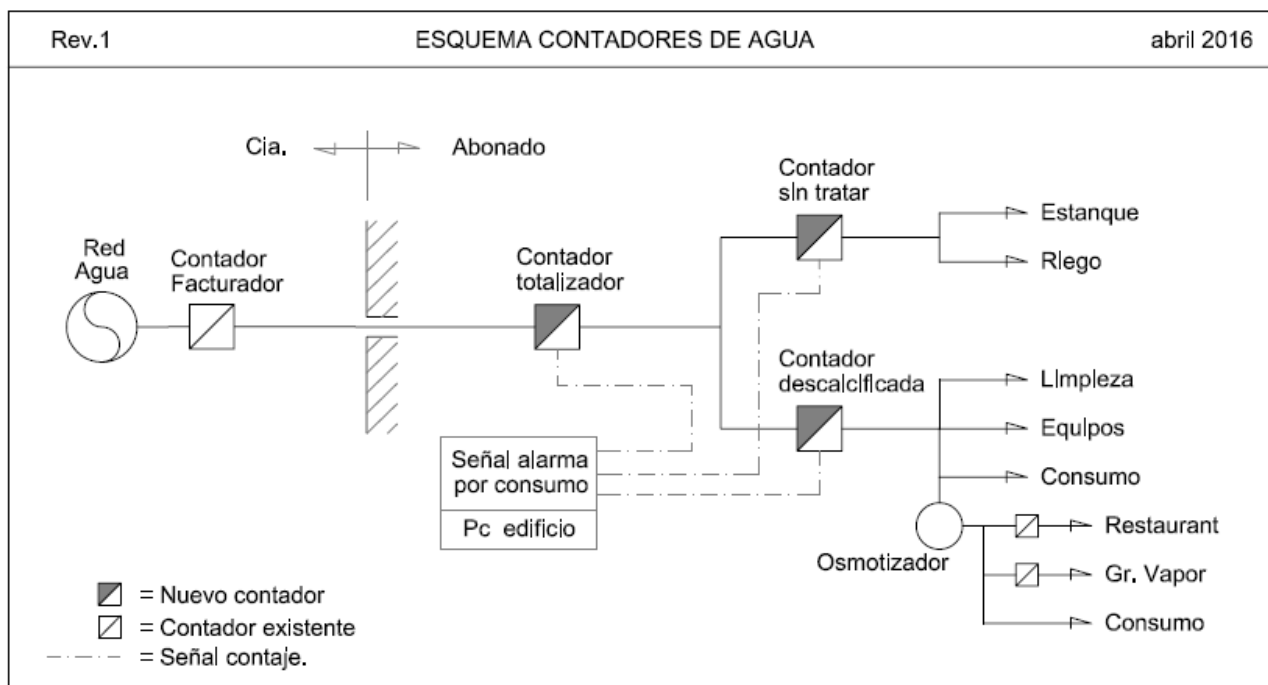 Rev.1
ESQUEMA CONTADORES DE AGUA
abril 2016
Cia.
Abonado
Red
Agua
Contador
Facturador
Contador
totalizador
Contador
sin tratar
Estanque
Riego
Contador
descalcificada
Limpieza
Equipos
Consumo
Osmotizador
Restaurant
Gr. Vapor
Consumo
Señal alarma
por consumo
Pc edificio
= Nuevo contador
= Contador existente
= Señal contaje.